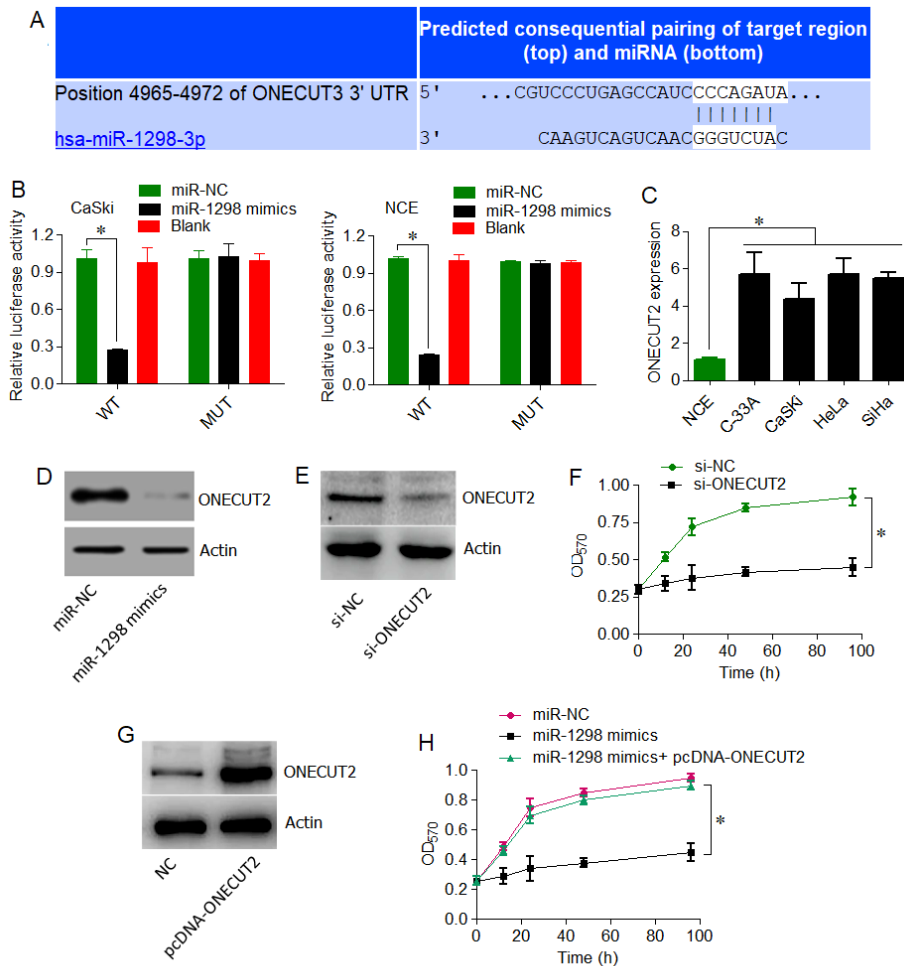 A
Predicted consequential pairing of target region
(top) and miRNA (bottom)
Position 4965-4972 of ONECUT3 3' UTR
5' ...CGUCCCUGAGCCAUCCCCAGAUA...
hsa-miR-1298-3p
3' CAAGUCAGUCAACGGGUCUAC
B
CaSki
miR-NC
miR-1298 mimics
Blank
Relative luciferase activity
1.2
0.9
0.6
0.3
0.0
*
WT
MUT
NCE
miR-NC
miR-1298 mimics
Blank
Relative luciferase activity
1.2
0.9
0.6
0.3
0.0
*
WT
MUT
C
ONECUT2 expression
8
6
4
2
0
*
NCE
C-33A
CaSKi
HeLa
SiHa
D
ONECUT2
Actin
miR-NC
miR-1298 mimics
E
ONECUT2
Actin
si-NC
si-ONECUT2
F
si-NC
si-ONECUT2
OD570
1.00
0.75
0.50
0.25
0.00
*
0 20 40 60 80 100
Time (h)
G
ONECUT2
Actin
NC
pcDNA-ONECUT2
H
miR-NC
miR-1298 mimics
miR-1298 mimics+ pcDNA-ONECUT2
OD570
1.0
0.8
0.6
0.4
0.2
0.0
*
0 20 40 60 80 100
Time (h)